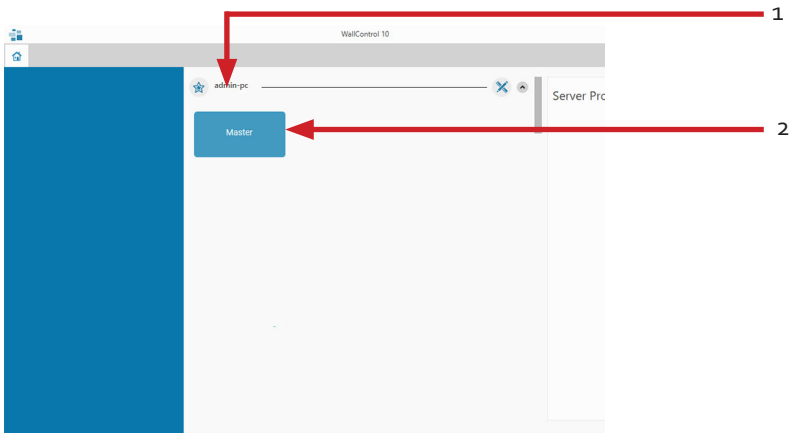 1
WallControl 10
admin-pc
Server Pro
Master
2